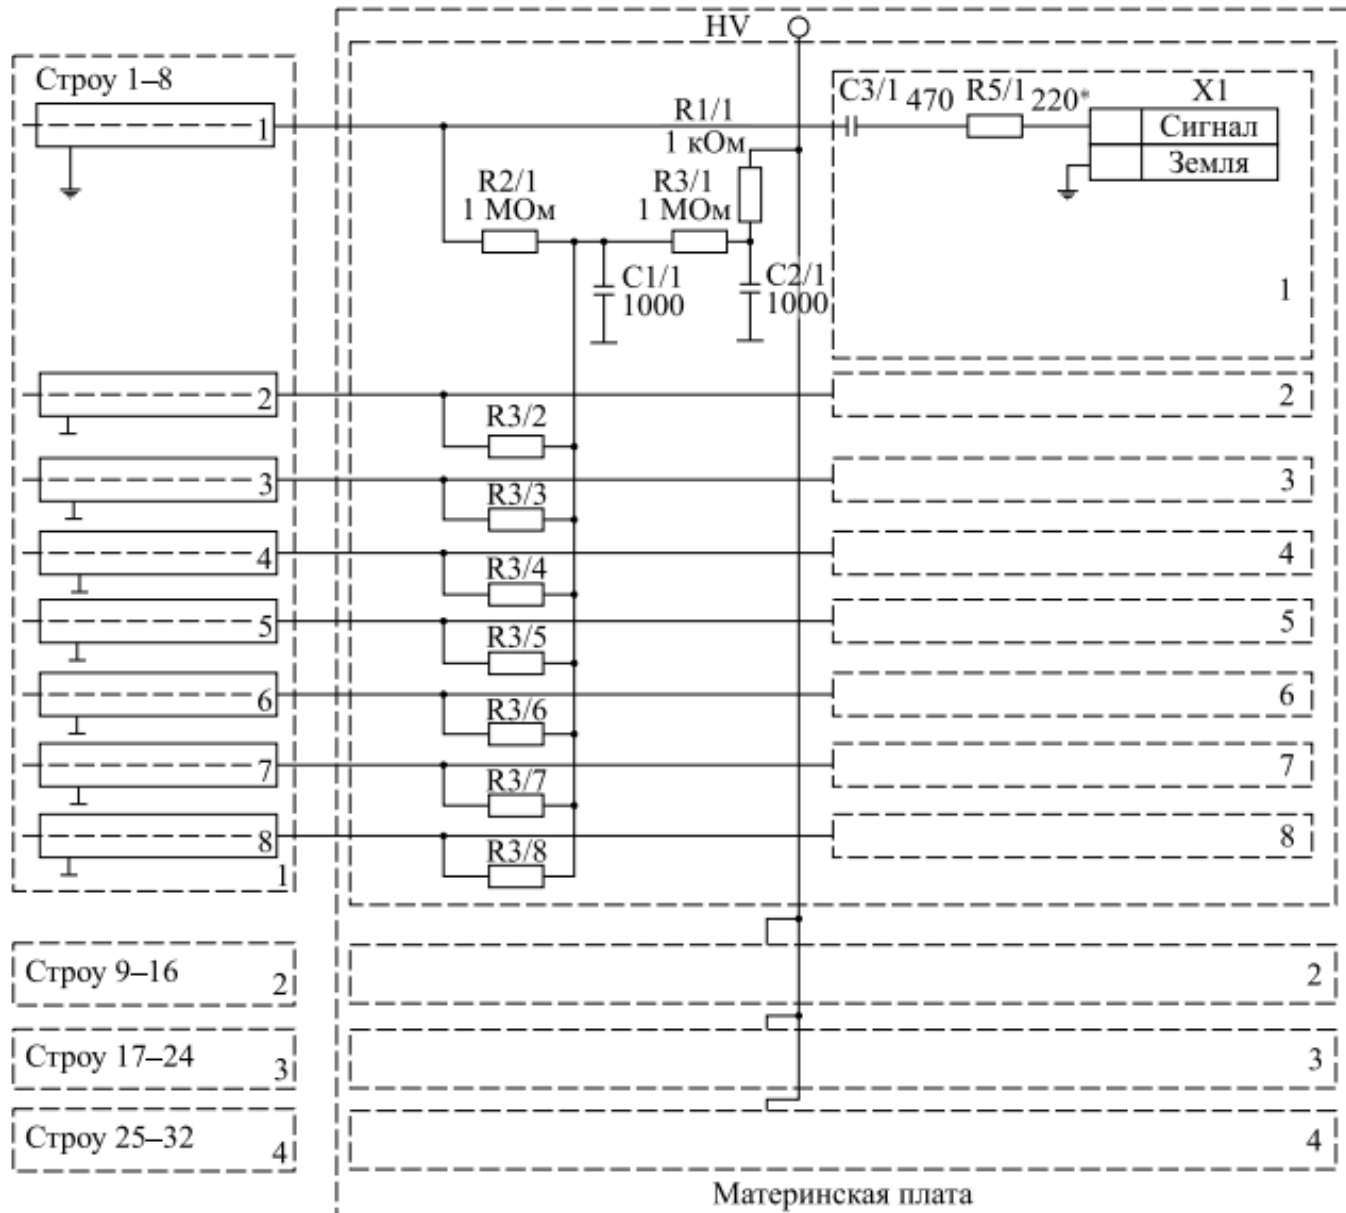 HV
Строу 1–8
C3/1 470 R5/1 220* X1
1
R1/1
1 кОм
Сигнал
Земля
R2/1
1 МОм
R3/1
1 МОм
C1/1
1000
C2/1
1000
1
2
R3/2
2
3
R3/3
3
4
R3/4
4
5
R3/5
5
6
R3/6
6
7
R3/7
7
8
R3/8
8
1
Строу 9–16
2
2
Строу 17–24
3
3
Строу 25–32
4
4
Материнская плата